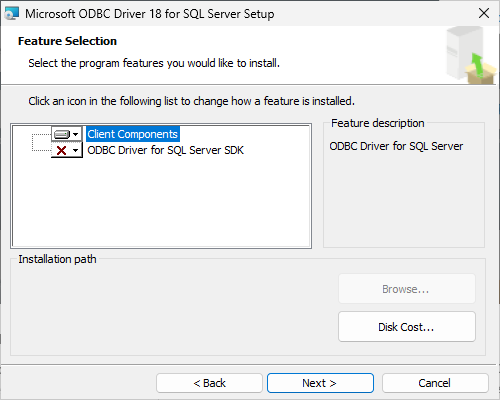 Microsoft ODBC Driver 18 for SQL Server Setup
Feature Selection
Select the program features you would like to install.
Click an icon in the following list to change how a feature is installed.
Client Components
ODBC Driver for SQL Server SDK
Feature description
ODBC Driver for SQL Server
Installation path
Browse...
Disk Cost...
< Back
Next >
Cancel